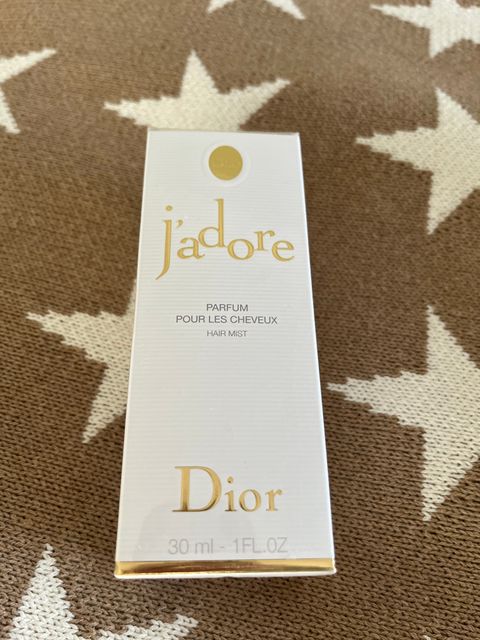 j'adore
PARFUM
POUR LES CHEVEUX
HAIR MIST
Dior
30 ml - 1FL.OZ